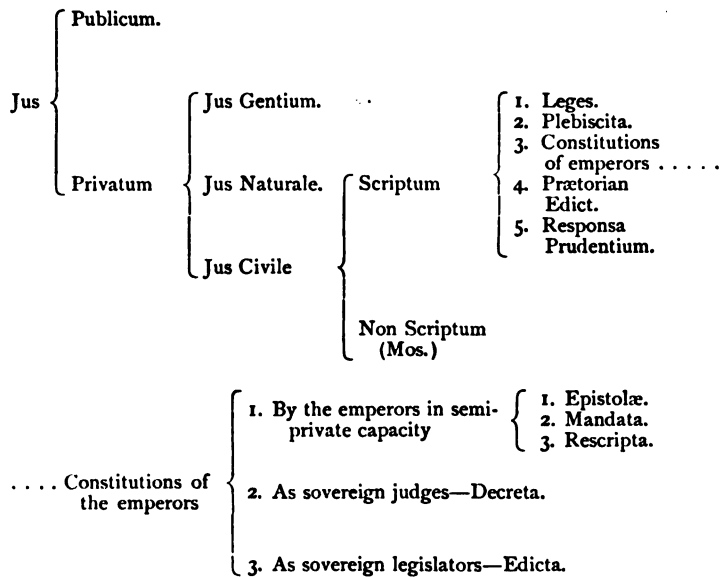 Publicum.
Jus
Jus Gentium.
1. Leges.
2. Plebiscita.
3. Constitutions
of emperors . . . . .
Privatum
Jus Naturale.
Scriptum
4. Prætorian
Edict.
5. Responsa
Prudentium.
Jus Civile
Non Scriptum
(Mos.)
1. By the emperors in semi-
private capacity
1. Epistolæ.
2. Mandata.
3. Rescripta.
. . . . Constitutions of
the emperors
2. As sovereign judges—Decreta.
3. As sovereign legislators—Edicta.